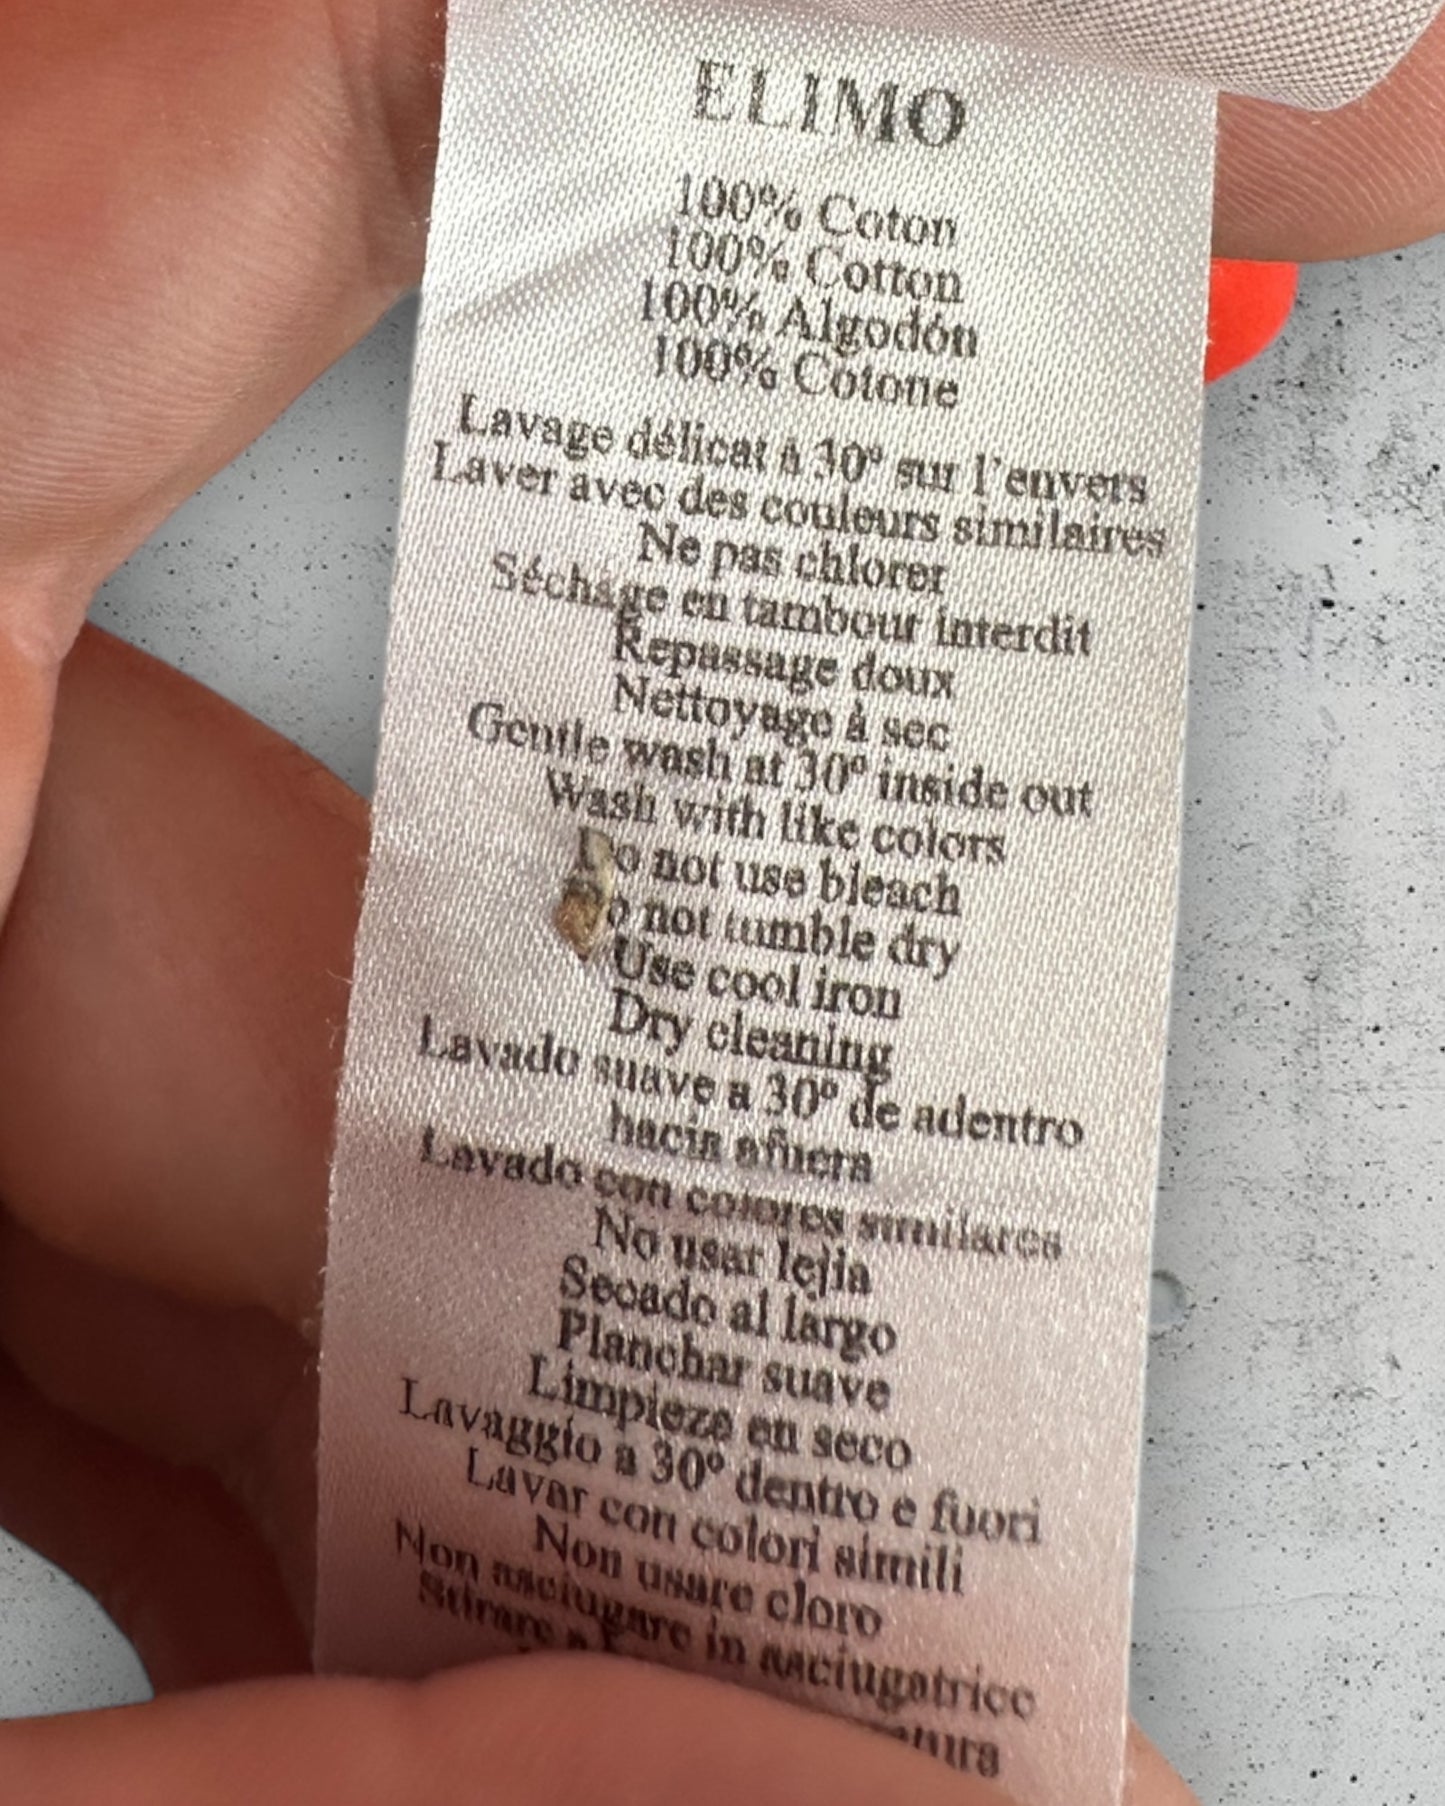 ELIMO
100% Coton
100% Cotton
100% Algodón
100% Cotone
Lavage délicat à 30° sur l'envers
Laver avec des couleurs similaires
Ne pas chlorer
Séchage en tambour interdit
Repassage doux
Nettoyage à sec
Gentle wash at 30° inside out
Wash with like colors
Do not use bleach
Do not tumble dry
Use cool iron
Dry cleaning
Lavado suave a 30° de adentro
hacia afuera
Lavado con colores similares
No usar lejia
Secado al largo
Planchar suave
Limpieze en seco
Lavaggio a 30° dentro e fuori
Lavar con colori simili
Non usare cloro
Non asciugare in asciugatrice
Stirare a